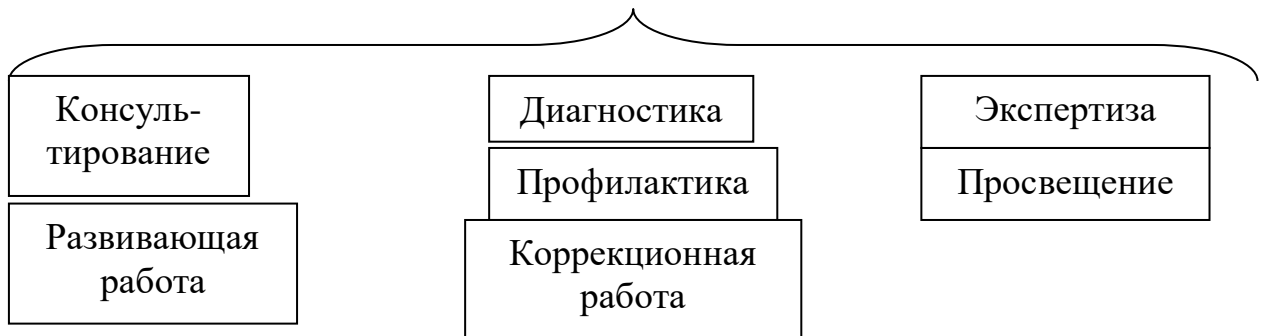 Консуль-
тирование
Развивающая
работа
Диагностика
Профилактика
Коррекционная
работа
Экспертиза
Просвещение